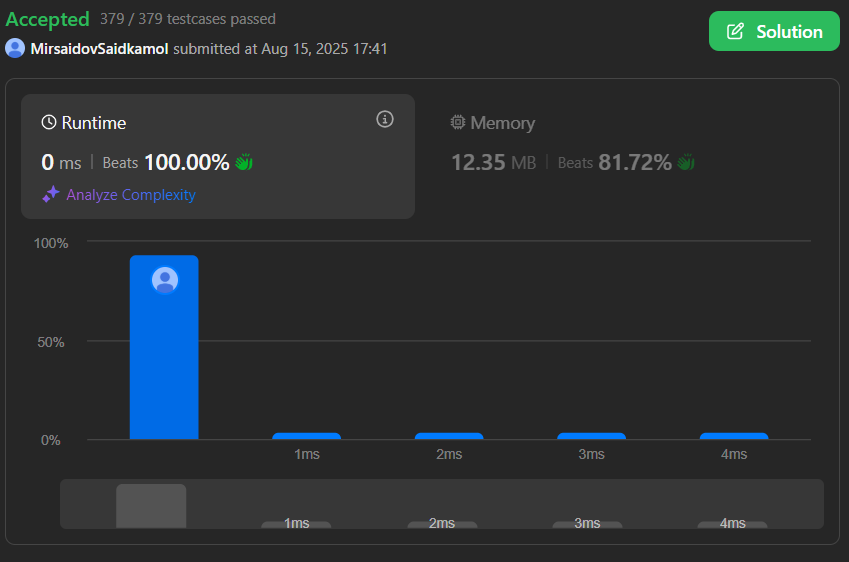 Accepted 379 / 379 testcases passed
MirsaidovSaidkamol submitted at Aug 15, 2025 17:41
Solution
Runtime
0 ms | Beats 100.00%
Analyze Complexity
Memory
12.35 MB | Beats 81.72%
100%
50%
0%
1ms 2ms 3ms 4ms
1ms 2ms 3ms 4ms